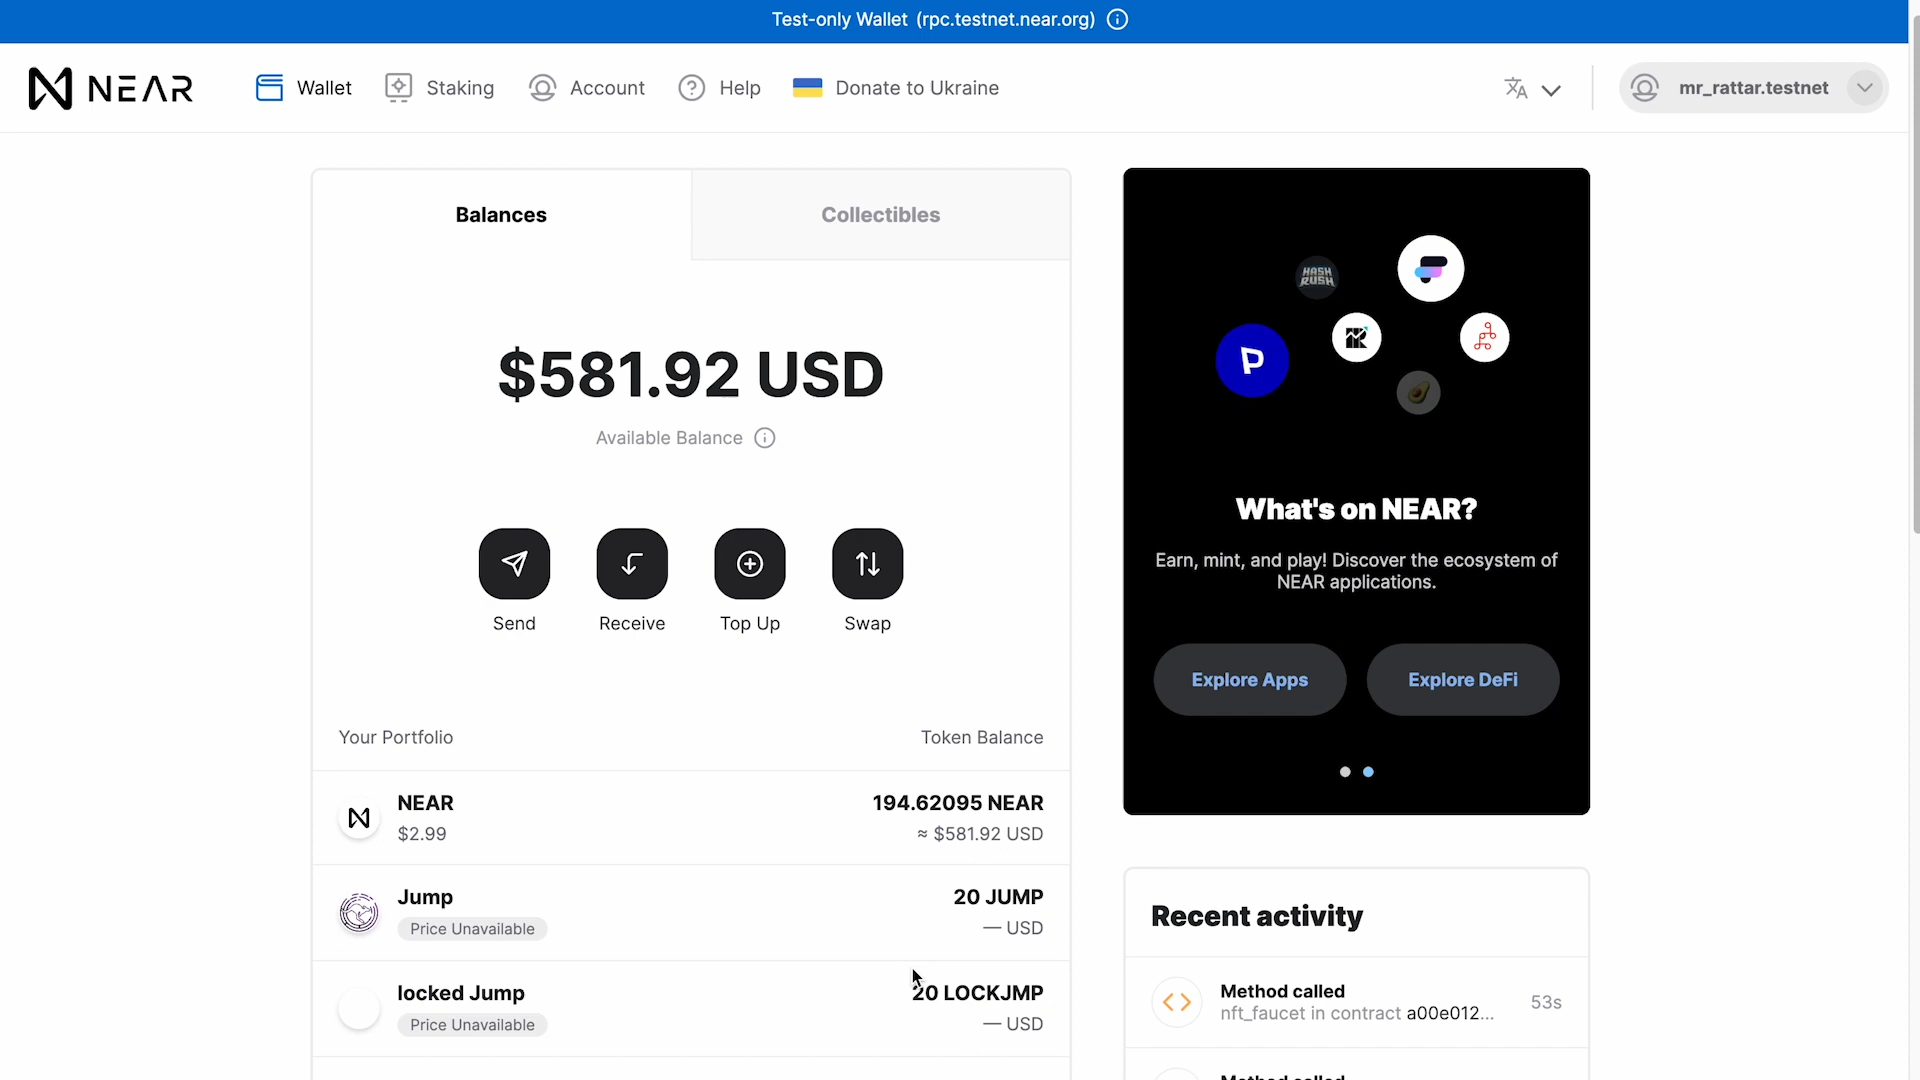 Test-only Wallet (rpc.testnet.near.org)
NEAR
Wallet
Staking
Account
Help
Donate to Ukraine
mr_rattar.testnet
Balances
Collectibles
$581.92 USD
Available Balance
Send
Receive
Top Up
Swap
Your Portfolio
Token Balance
NEAR
194.62095 NEAR
$2.99
≈ $581.92 USD
Jump
20 JUMP
Price Unavailable
— USD
locked Jump
20 LOCKJMP
Price Unavailable
— USD
HASH
RUSH
P
What's on NEAR?
Earn, mint, and play! Discover the ecosystem of
NEAR applications.
Explore Apps
Explore DeFi
Recent activity
Method called
nft_faucet in contract a00e012...
53s
Method called